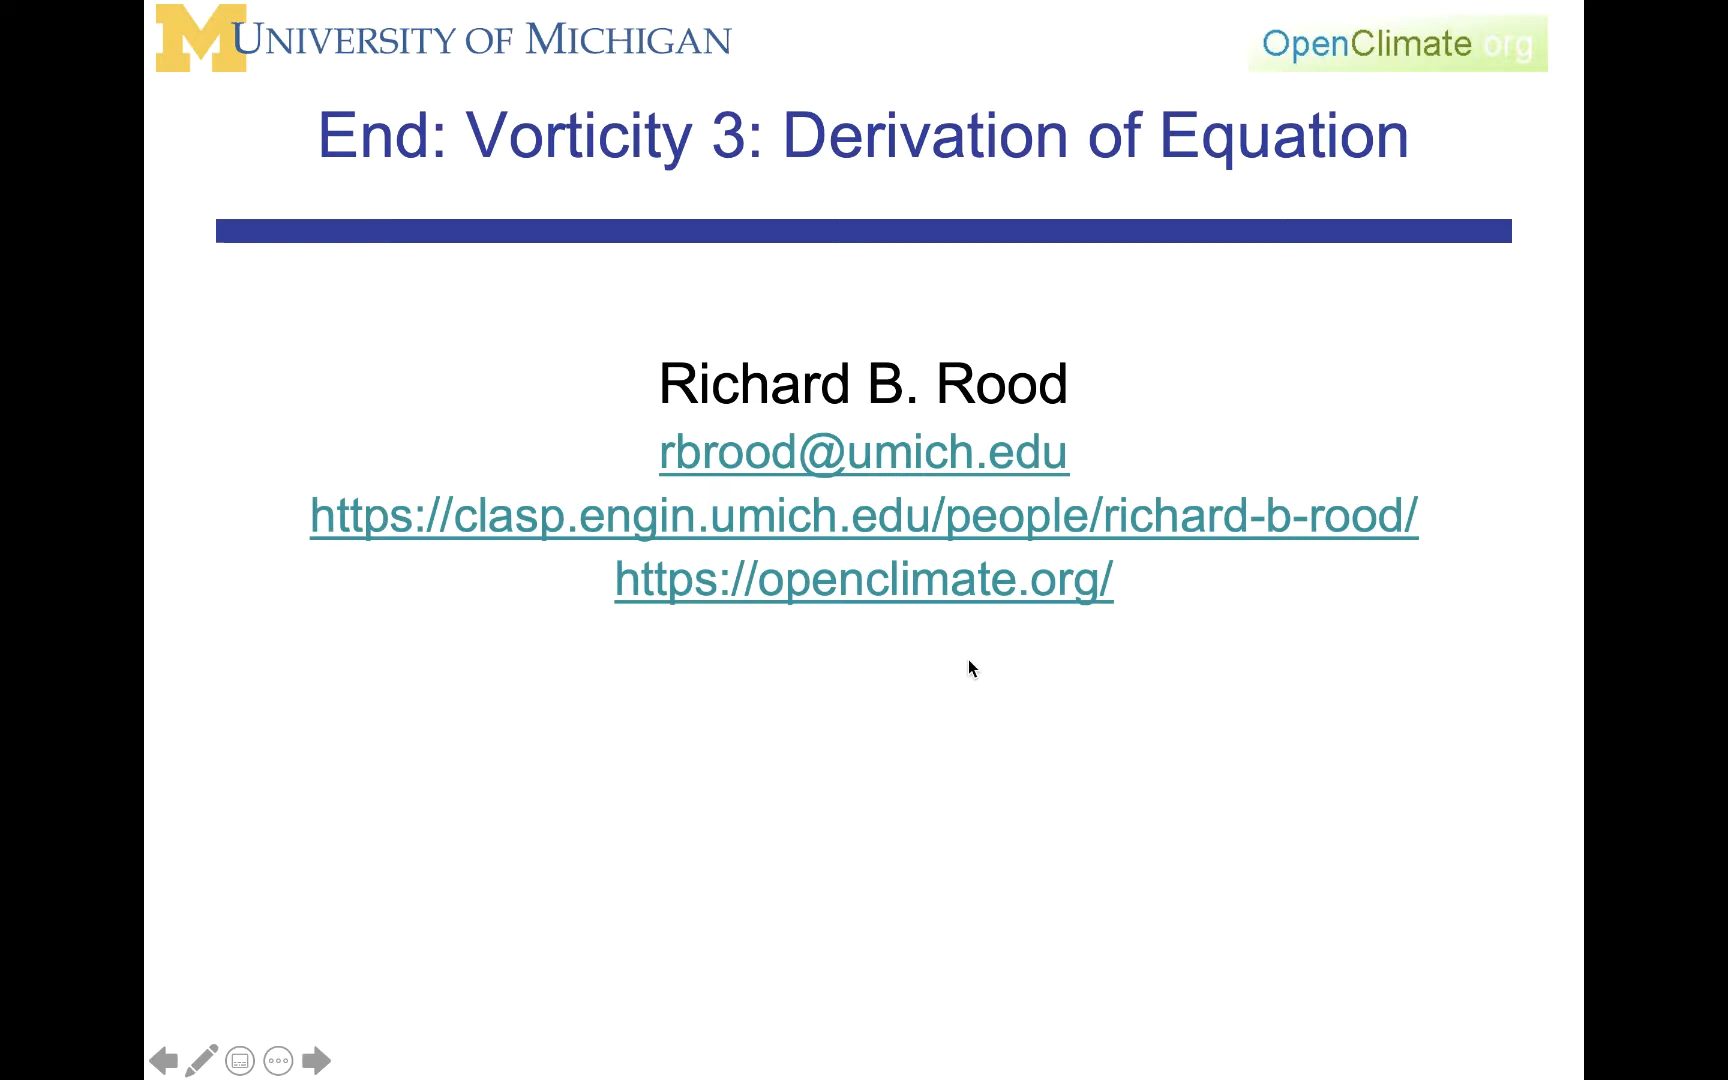 M UNIVERSITY OF MICHIGAN
OpenClimate org
End: Vorticity 3: Derivation of Equation
Richard B. Rood
rbrood@umich.edu
https://clasp.engin.umich.edu/people/richard-b-rood/
https://openclimate.org/